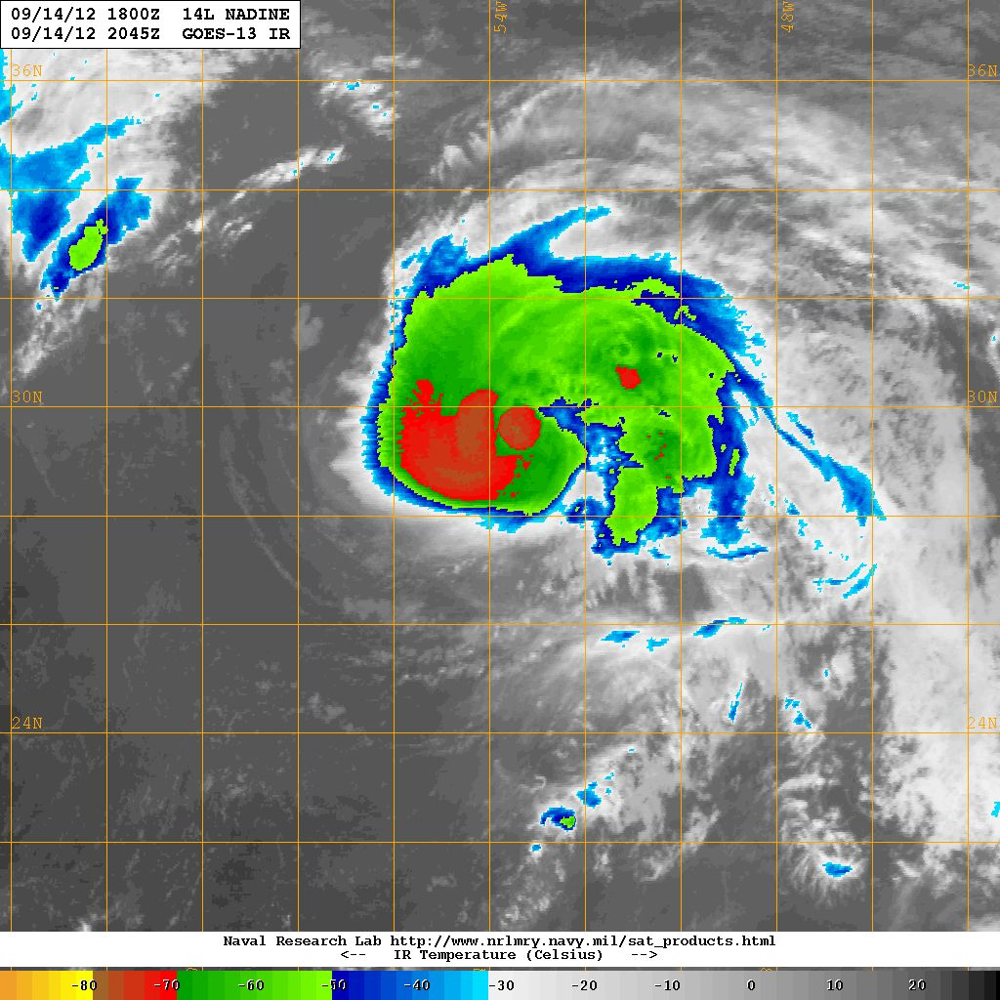 09/14/12 1800Z 14L NADINE
09/14/12 2045Z GOES-13 IR
54W 48W
36N 36N
30N 30N
24N 24N
Naval Research Lab http://www.nrlmry.navy.mil/sat_products.html
<-- IR Temperature (Celsius) -->
-80 -70 -60 -50 -40 -30 -20 -10 0 10 20